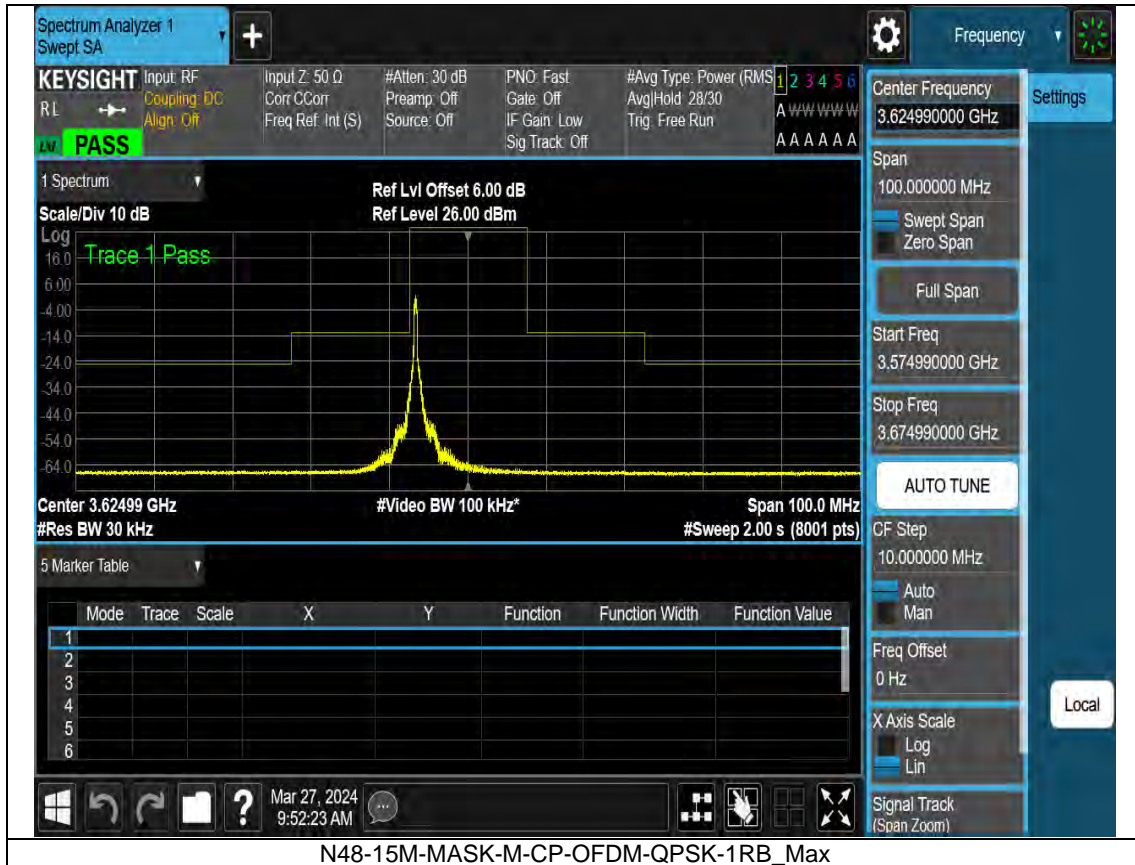 Spectrum Analyzer 1
Swept SA
+
Frequency
KEYSIGHT
RL
PASS
Input: RF
Coupling: DC
Align: Off
Input Z: 50 Ω
Corr CCorr
Freq Ref: Int (S)
#Atten: 30 dB
Preamp: Off
Source: Off
PNO: Fast
Gate: Off
IF Gain: Low
Sig Track: Off
#Avg Type: Power (RMS
Avg|Hold: 28/30
Trig: Free Run
1 2 3 4 5 6
A W W W W W
A A A A A A
1 Spectrum
Ref Lvl Offset 6.00 dB
Scale/Div 10 dB
Ref Level 26.00 dBm
Log
Trace 1 Pass
16.0
6.00
-4.00
-14.0
-24.0
-34.0
-44.0
-54.0
-64.0
Center 3.62499 GHz
#Video BW 100 kHz*
Span 100.0 MHz
#Res BW 30 kHz
#Sweep 2.00 s (8001 pts)
5 Marker Table
Mode Trace Scale X Y Function Function Width Function Value
1
2
3
4
5
6
Mar 27, 2024
9:52:23 AM
?
Center Frequency
3.624990000 GHz
Settings
Span
100.000000 MHz
Swept Span
Zero Span
Full Span
Start Freq
3.574990000 GHz
Stop Freq
3.674990000 GHz
AUTO TUNE
CF Step
10.000000 MHz
Auto
Man
Freq Offset
0 Hz
Local
X Axis Scale
Log
Lin
Signal Track
(Span Zoom)
N48-15M-MASK-M-CP-OFDM-QPSK-1RB_Max